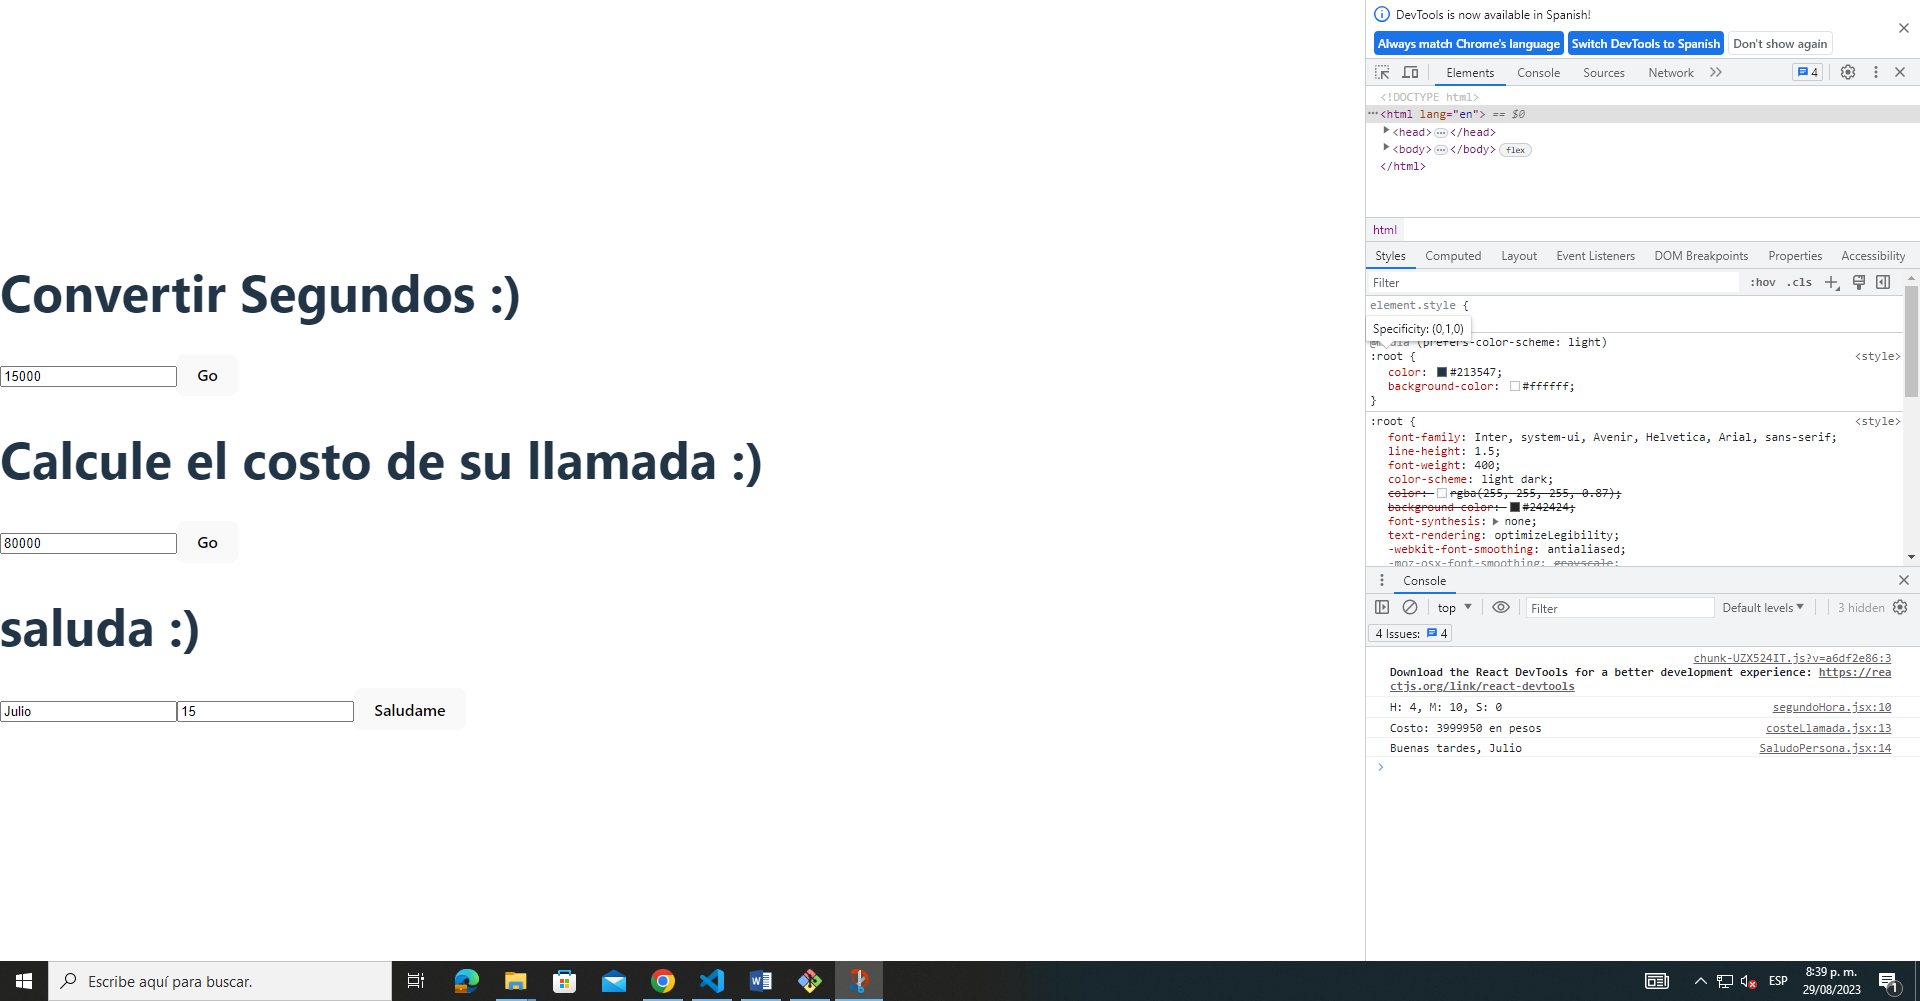 Convertir Segundos :)
15000
Go
Calcule el costo de su llamada :)
80000
Go
saluda :)
Julio 15 Saludame
DevTools is now available in Spanish!
Always match Chrome's language Switch DevTools to Spanish Don't show again
Elements Console Sources Network 4
<!DOCTYPE html>
<html lang="en"> == $0
<head> </head>
<body> </body> flex
</html>
html
Styles Computed Layout Event Listeners DOM Breakpoints Properties Accessibility
Filter :hov .cls
element.style {
Specificity: (0,1,0)
(prefers-color-scheme: light)
:root { <style>
color: #213547;
background-color: #ffffff;
}
:root { <style>
font-family: Inter, system-ui, Avenir, Helvetica, Arial, sans-serif;
line-height: 1.5;
font-weight: 400;
color-scheme: light dark;
color: rgba(255, 255, 255, 0.87);
background-color: #242424;
font-synthesis: none;
text-rendering: optimizeLegibility;
-webkit-font-smoothing: antialiased;
-moz-osx-font-smoothing: grayscale;
Console
top Filter Default levels 3 hidden
4 Issues: 4
chunk-UZX524IT.js?v=a6df2e86:3
Download the React DevTools for a better development experience: https://rea
ctjs.org/link/react-devtools
H: 4, M: 10, S: 0 segundoHora.jsx:10
Costo: 3999950 en pesos costeLlamada.jsx:13
Buenas tardes, Julio SaludoPersona.jsx:14
Escribe aquí para buscar.
ESP
8:39 p. m.
29/08/2023
1